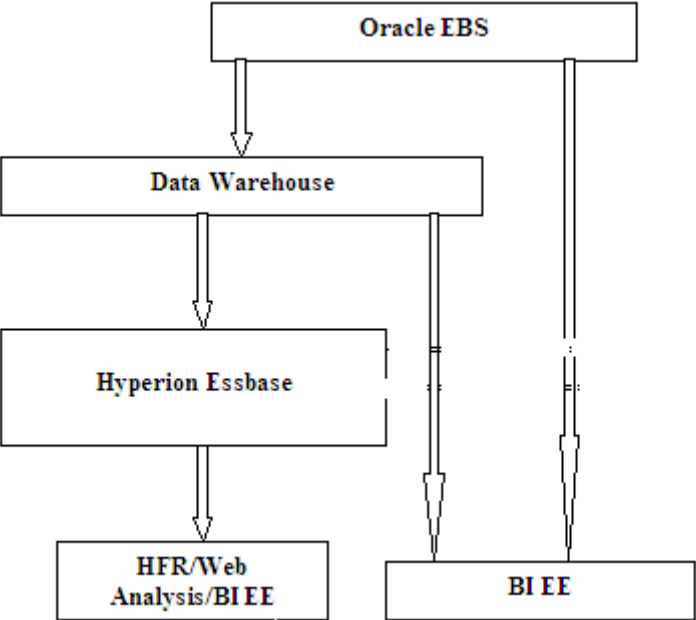 Oracle EBS
Data Warehouse
Hyperion Essbase
HFR/Web
Analysis/BI EE
BI EE